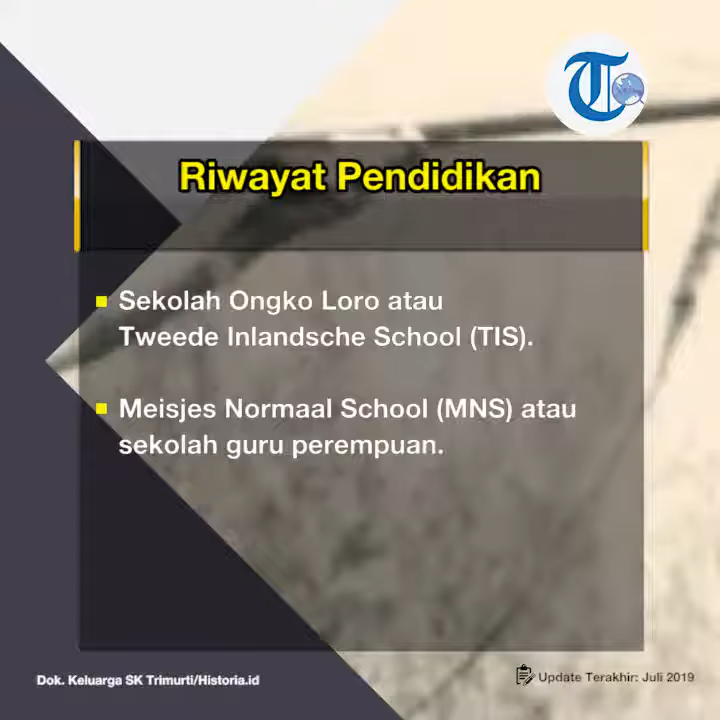 Riwayat Pendidikan
Sekolah Ongko Loro atau
Tweede Inlandsche School (TIS).
Meisjes Normaal School (MNS) atau
sekolah guru perempuan.
Dok. Keluarga SK Trimurti/Historia.id
Update Terakhir: Juli 2019